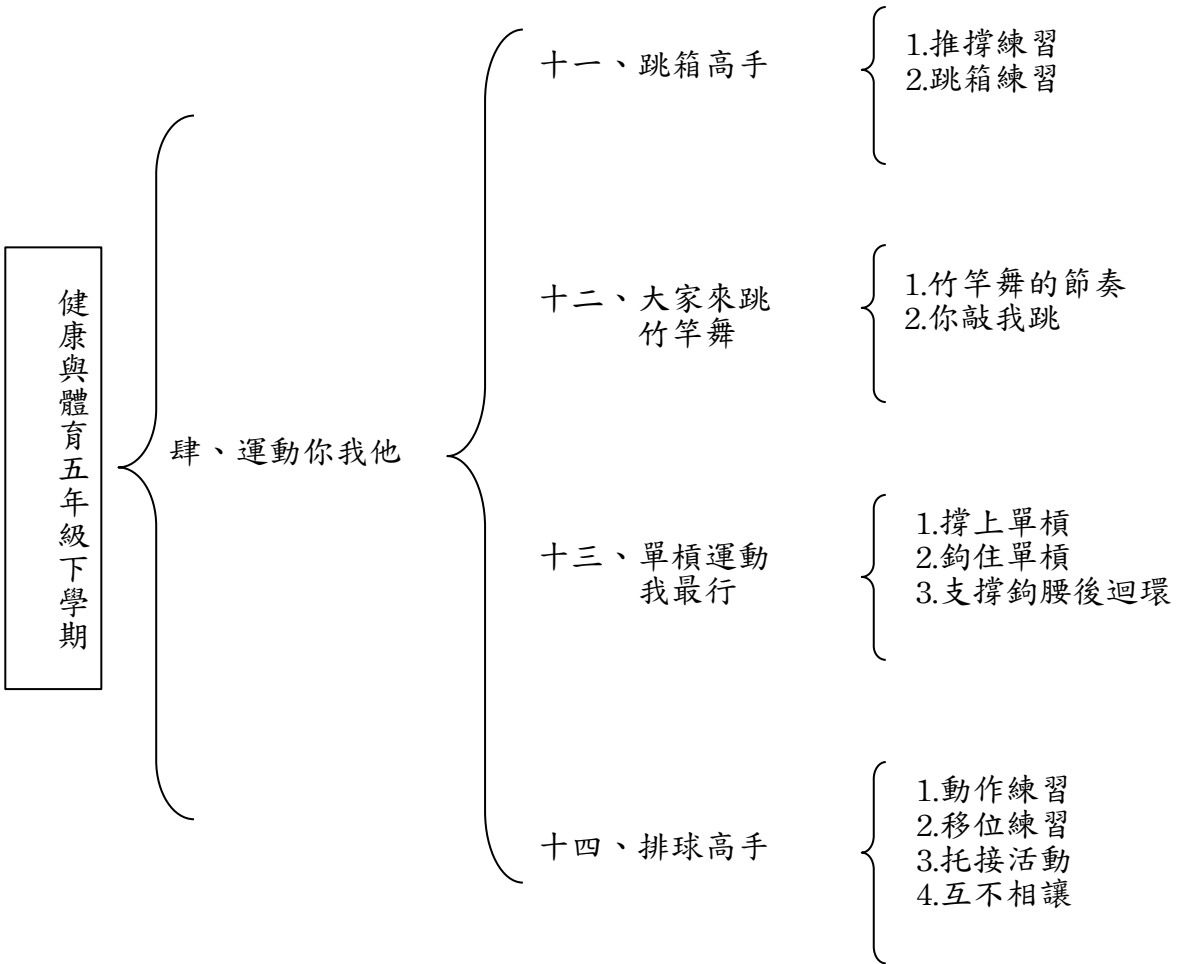 健康與體育五年級下學期
肆、運動你我他
十一、跳箱高手
1.推撐練習
2.跳箱練習
十二、大家來跳
竹竿舞
1.竹竿舞的節奏
2.你敲我跳
十三、單槓運動
我最行
1.撐上單槓
2.鉤住單槓
3.支撐鉤腰後迴環
十四、排球高手
1.動作練習
2.移位練習
3.托接活動
4.互不相讓